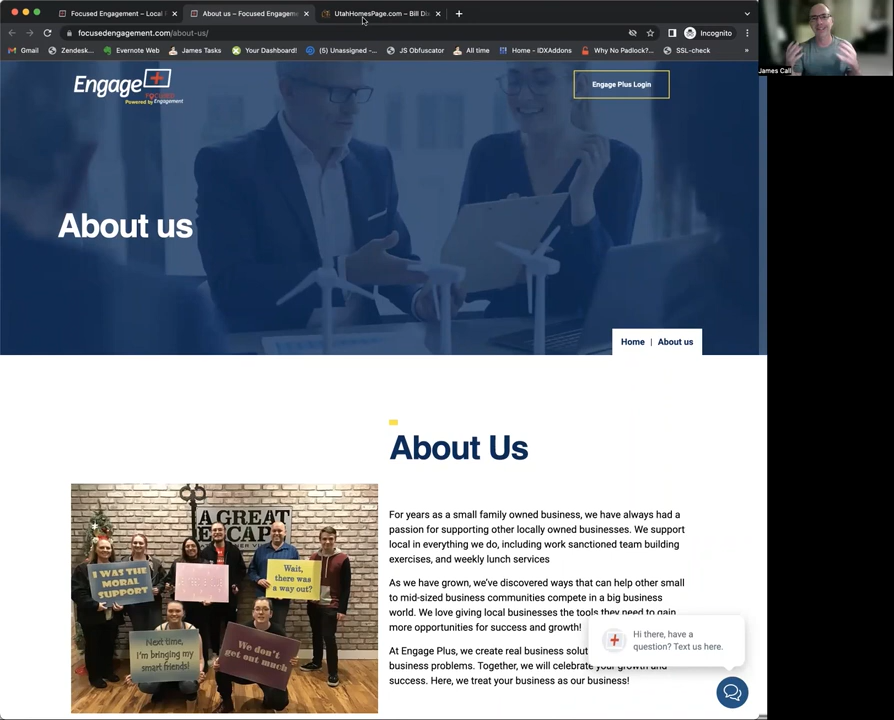 Focused Engagement – Local
About us – Focused Engagem
UtahHomesPage.com – Bill Di
focusedengagement.com/about-us/
Incognito
Gmail
Zendesk...
Evernote Web
James Tasks
Your Dashboard!
(5) Unassigned -...
JS Obfuscator
All time
Home - IDXAddons
Why No Padlock?...
SSL-check
James Call
Engage
FOCUSED
Powered by Engagement
Engage Plus Login
About us
Home | About us
About Us
For years as a small family owned business, we have always had a
passion for supporting other locally owned businesses. We support
local in everything we do, including work sanctioned team building
exercises, and weekly lunch services
As we have grown, we've discovered ways that can help other small
to mid-sized business communities compete in a big business
world. We love giving local businesses the tools they need to gain
more opportunities for success and growth!
At Engage Plus, we create real business solut
business problems. Together, we will celebrate your growth and
success. Here, we treat your business as our business!
Hi there, have a
question? Text us here.
A GREAT
ESCAPE
I WAS THE
MORAL
SUPPORT
Wait,
there was
a way out?
Next time,
I'm bringing my
smart friends!
We don't
get out much